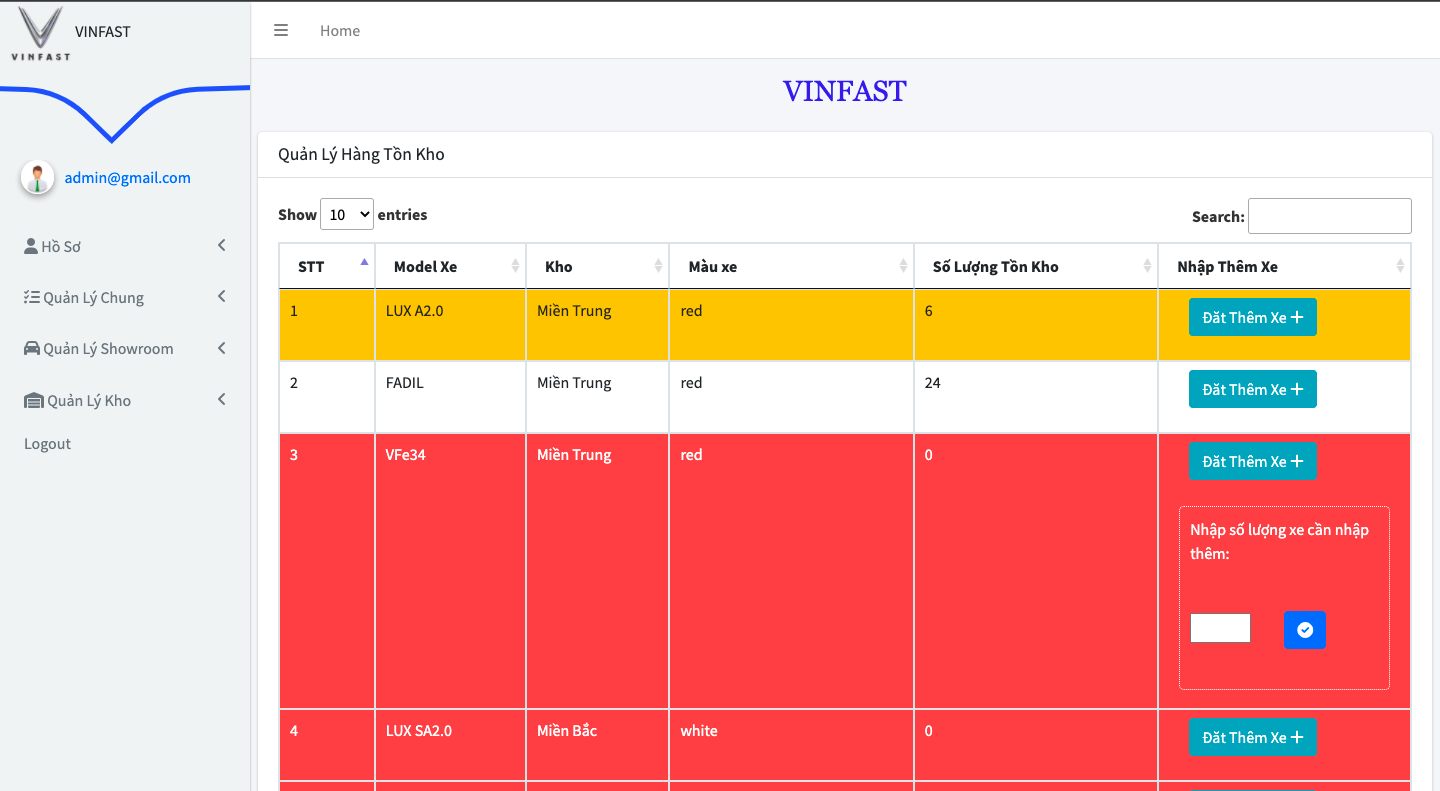 VINFAST
VINFAST
Home
VINFAST
admin@gmail.com
Hồ Sơ
Quản Lý Chung
Quản Lý Showroom
Quản Lý Kho
Logout
Quản Lý Hàng Tồn Kho
Show 10 entries
Search:
STT Model Xe Kho Màu xe Số Lượng Tồn Kho Nhập Thêm Xe
1 LUX A2.0 Miền Trung red 6 Đăt Thêm Xe
2 FADIL Miền Trung red 24 Đăt Thêm Xe
3 VFe34 Miền Trung red 0 Đăt Thêm Xe
Nhập số lượng xe cần nhập
thêm:
4 LUX SA2.0 Miền Bắc white 0 Đăt Thêm Xe